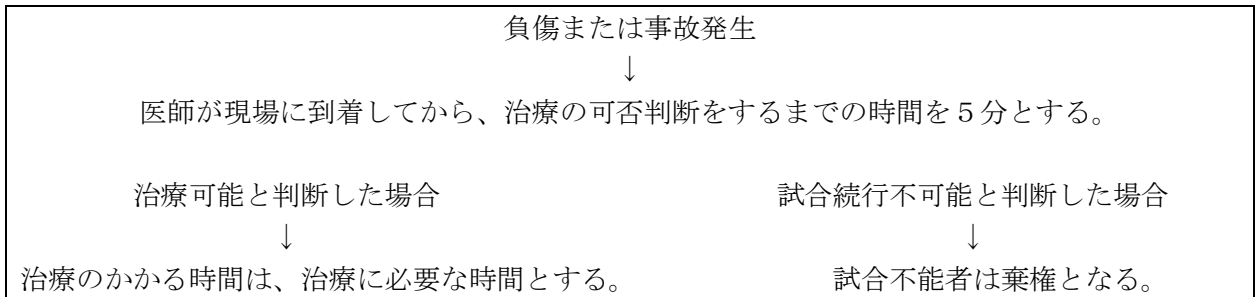 負傷または事故発生
↓
医師が現場に到着してから、治療の可否判断をするまでの時間を５分とする。
治療可能と判断した場合　試合続行不可能と判断した場合
↓　↓
治療のかかる時間は、治療に必要な時間とする。　試合不能者は棄権となる。